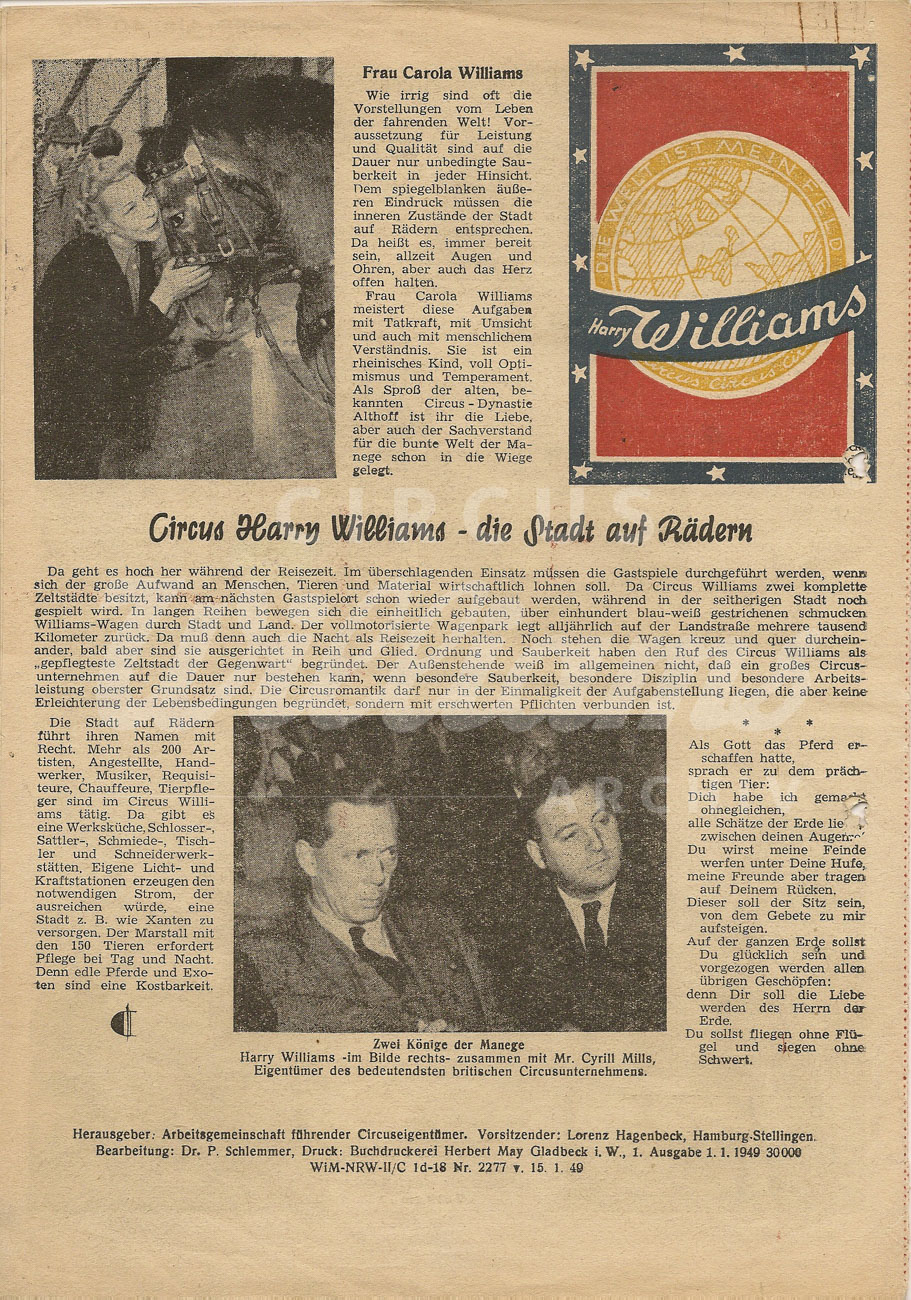 Frau Carola Williams
Wie irrig sind oft die
Vorstellungen vom Leben
der fahrenden Welt! Vor-
aussetzung für Leistung
und Qualität sind auf die
Dauer nur unbedingte Sau-
berkeit in jeder Hinsicht.
Dem spiegelblanken äuße-
ren Eindruck müssen die
inneren Zustände der Stadt
auf Rädern entsprechen.
Da heißt es, immer bereit
sein, allzeit Augen und
Ohren, aber auch das Herz
offen halten.
Frau Carola Williams
meistert diese Aufgaben
mit Tatkraft, mit Umsicht
und auch mit menschlichem
Verständnis. Sie ist ein
rheinisches Kind, voll Opti-
mismus und Temperament.
Als Sproß der alten, be-
kannten Circus-Dynastie
Althoff ist ihr die Liebe,
aber auch der Sachverstand
für die bunte Welt der Ma-
nege schon in die Wiege
gelegt.
DIE WELT IST MEIN FELD
Harry Williams
Circus Circus
CIRCUS
Circus Harry Williams - die Stadt auf Rädern
Da geht es hoch her während der Reisezeit. Im überschlagenden Einsatz müssen die Gastspiele durchgeführt werden, wenn
sich der große Aufwand an Menschen, Tieren und Material wirtschaftlich lohnen soll. Da Circus Williams zwei komplette
Zeltstädte besitzt, kann am nächsten Gastspielort schon wieder aufgebaut werden, während in der seitherigen Stadt noch
gespielt wird. In langen Reihen bewegen sich die einheitlich gebauten, über einhundert blau-weiß gestrichenen schmucken
Williams-Wagen durch Stadt und Land. Der vollmotorisierte Wagenpark legt alljährlich auf der Landstraße mehrere tausend
Kilometer zurück. Da muß denn auch die Nacht als Reisezeit herhalten. Noch stehen die Wagen kreuz und quer durchein-
ander, bald aber sind sie ausgerichtet in Reih und Glied. Ordnung und Sauberkeit haben den Ruf des Circus Williams als
„gepflegteste Zeltstadt der Gegenwart“ begründet. Der Außenstehende weiß im allgemeinen nicht, daß ein großes Circus-
unternehmen auf die Dauer nur bestehen kann, wenn besondere Sauberkeit, besondere Disziplin und besondere Arbeits-
leistung oberster Grundsatz sind. Die Circusromantik darf nur in der Einmaligkeit der Aufgabenstellung liegen, die aber keine
Erleichterung der Lebensbedingungen begründet, sondern mit erschwerten Pflichten verbunden ist.
Die Stadt auf Rädern
führt ihren Namen mit
Recht. Mehr als 200 Ar-
tisten, Angestellte, Hand-
werker, Musiker, Requisi-
teure, Chauffeure, Tierpfle-
ger sind im Circus Willi-
ams tätig. Da gibt es
eine Werksküche, Schlosser-,
Sattler-, Schmiede-, Tisch-
ler und Schneiderwerk-
stätten. Eigene Licht- und
Kraftstationen erzeugen den
notwendigen Strom, der
ausreichen würde, eine
Stadt z. B. wie Xanten zu
versorgen. Der Marstall mit
den 150 Tieren erfordert
Pflege bei Tag und Nacht.
Denn edle Pferde und Exo-
ten sind eine Kostbarkeit.
ARCHIV
Zwei Könige der Manege
Harry Williams -im Bilde rechts- zusammen mit Mr. Cyrill Mills,
Eigentümer des bedeutendsten britischen Circusunternehmens.
* * *
Als Gott das Pferd er-
schaffen hatte,
sprach er zu dem präch-
tigen Tier:
Dich habe ich gemacht
ohnegleichen,
alle Schätze der Erde lie
zwischen deinen Augen
Du wirst meine Feinde
werfen unter Deine Hufe,
meine Freunde aber tragen
auf Deinem Rücken.
Dieser soll der Sitz sein,
von dem Gebete zu mir
aufsteigen.
Auf der ganzen Erde sollst
Du glücklich sein und
vorgezogen werden allen
übrigen Geschöpfen:
denn Dir soll die Liebe
werden des Herrn der
Erde.
Du sollst fliegen ohne Flü-
gel und siegen ohne
Schwert.
Herausgeber: Arbeitsgemeinschaft führender Circuseigentümer. Vorsitzender: Lorenz Hagenbeck, Hamburg-Stellingen.
Bearbeitung: Dr. P. Schlemmer, Druck: Buchdruckerei Herbert May Gladbeck i. W., 1. Ausgabe 1. 1. 1949 30000
WiM-NRW-II/C 1d-18 Nr. 2277 v. 15. 1. 49